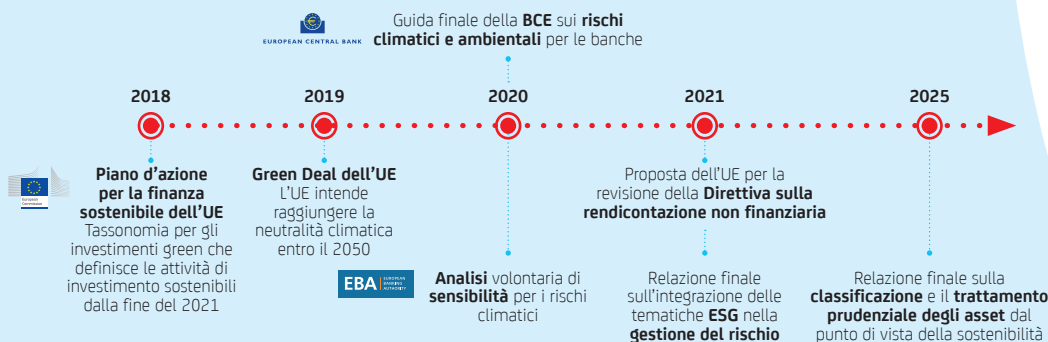 Guida finale della BCE sui rischi
climatici e ambientali per le banche
EUROPEAN CENTRAL BANK
2018
2019
2020
2021
2025
European
Commission
Piano d'azione
per la finanza
sostenibile dell'UE
Tassonomia per gli
investimenti green che
definisce le attività di
investimento sostenibili
dalla fine del 2021
Green Deal dell'UE
L'UE intende
raggiungere la
neutralità climatica
entro il 2050
Proposta dell'UE per la
revisione della Direttiva sulla
rendicontazione non finanziaria
EBA EUROPEAN
BANKING
AUTHORITY
Analisi volontaria di
sensibilità per i rischi
climatici
Relazione finale
sull'integrazione delle
tematiche ESG nella
gestione del rischio
Relazione finale sulla
classificazione e il trattamento
prudenziale degli asset dal
punto di vista della sostenibilità